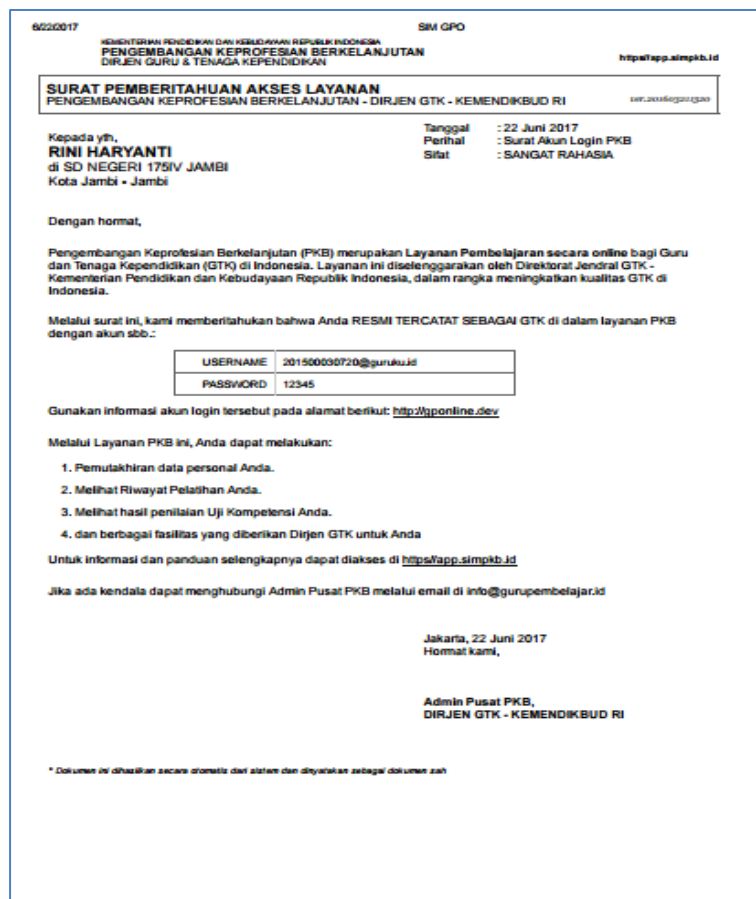 6/22/2017 SIM GPO
KEMENTERIAN PENDIDIKAN DAN KEBUDAYAAN REPUBLIK INDONESIA
PENGEMBANGAN KEPROFESIAN BERKELANJUTAN
DIRJEN GURU & TENAGA KEPENDIDIKAN
https//app.simpkb.id
SURAT PEMBERITAHUAN AKSES LAYANAN
PENGEMBANGAN KEPROFESIAN BERKELANJUTAN - DIRJEN GTK - KEMENDIKBUD RI
Kepada yth,
RINI HARYANTI
di SD NEGERI 175IV JAMBI
Kota Jambi - Jambi
Tanggal : 22 Juni 2017
Perihal : Surat Akun Login PKB
Sifat : SANGAT RAHASIA
Dengan hormat,
Pengembangan Keprofesian Berkelanjutan (PKB) merupakan Layanan Pembelajaran secara online bagi Guru
dan Tenaga Kependidikan (GTK) di Indonesia. Layanan ini diselenggarakan oleh Direktorat Jendral GTK -
Kementerian Pendidikan dan Kebudayaan Republik Indonesia, dalam rangka meningkatkan kualitas GTK di
Indonesia.
Melalui surat ini, kami memberitahukan bahwa Anda RESMI TERCATAT SEBAGAI GTK di dalam layanan PKB
dengan akun sbb.:
USERNAME 201500030720@guruku.id
PASSWORD 12345
Gunakan informasi akun login tersebut pada alamat berikut: http://gponline.dev
Melalui Layanan PKB ini, Anda dapat melakukan:
1. Pemutakhiran data personal Anda.
2. Melihat Riwayat Pelatihan Anda.
3. Melihat hasil penilaian Uji Kompetensi Anda.
4. dan berbagai fasilitas yang diberikan Dirjen GTK untuk Anda
Untuk informasi dan panduan selengkapnya dapat diakses di https//app.simpkb.id
Jika ada kendala dapat menghubungi Admin Pusat PKB melalui email di info@gurupembelajar.id
Jakarta, 22 Juni 2017
Hormat kami,
Admin Pusat PKB,
DIRJEN GTK - KEMENDIKBUD RI
* Dokumen ini dihasilkan secara otomatis dari sistem dan dinyatakan sebagai dokumen sah